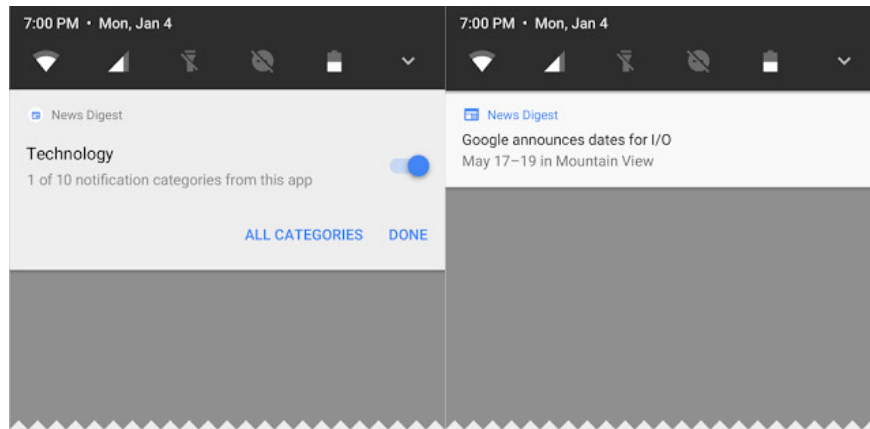 7:00 PM • Mon, Jan 4
News Digest
Technology
1 of 10 notification categories from this app
ALL CATEGORIES DONE
7:00 PM • Mon, Jan 4
News Digest
Google announces dates for I/O
May 17–19 in Mountain View